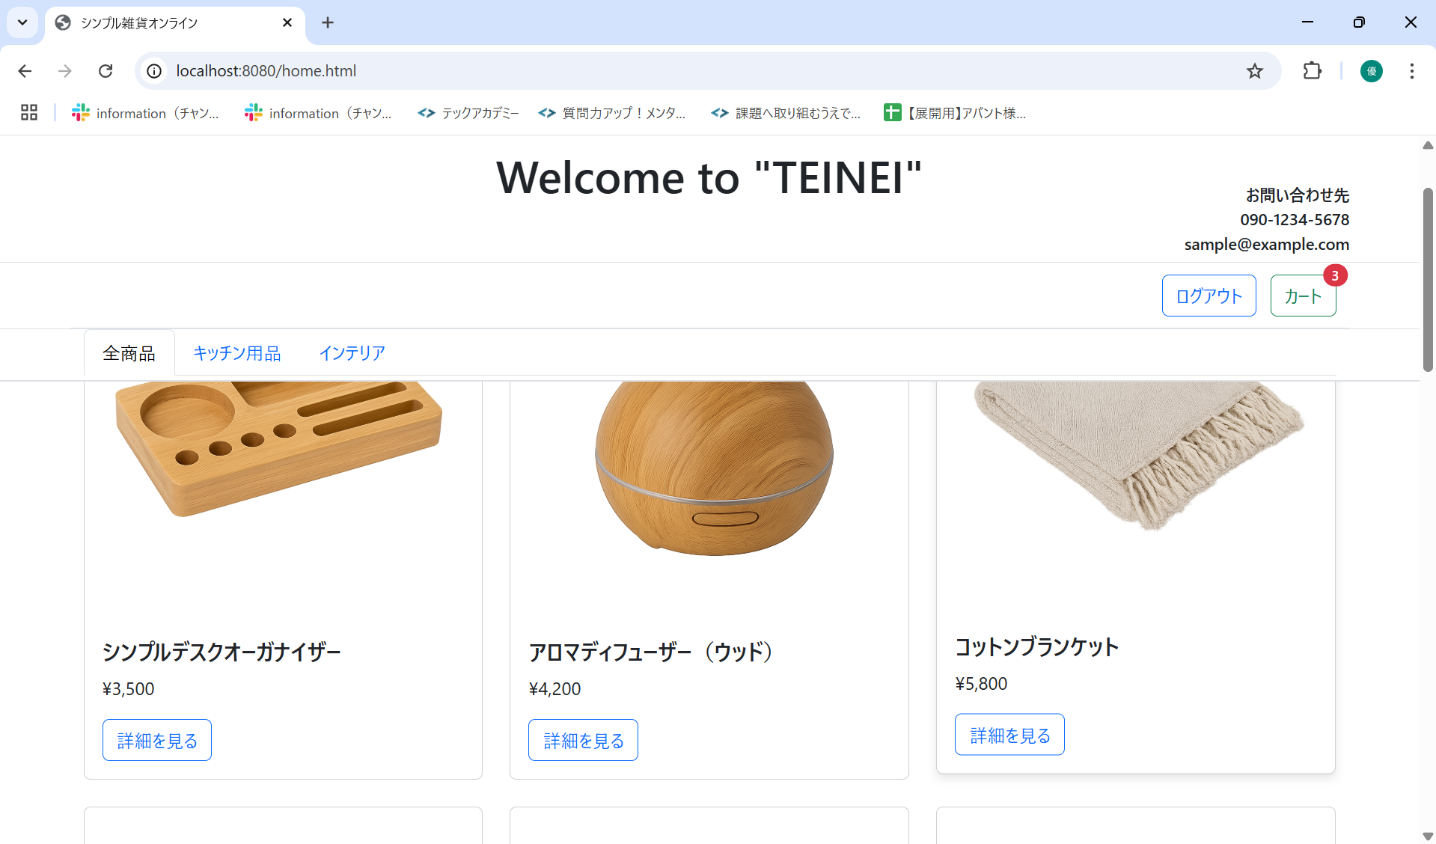 シンプル雑貨オンライン
localhost:8080/home.html
優
information（チャン...
information（チャン...
テックアカデミー
質問力アップ！メンタ...
課題へ取り組むうえで...
【展開用】アバント様...
Welcome to "TEINEI"
お問い合わせ先
090-1234-5678
sample@example.com
ログアウト
カート
3
全商品
キッチン用品
インテリア
シンプルデスクオーガナイザー
¥3,500
詳細を見る
アロマディフューザー（ウッド）
¥4,200
詳細を見る
コットンブランケット
¥5,800
詳細を見る